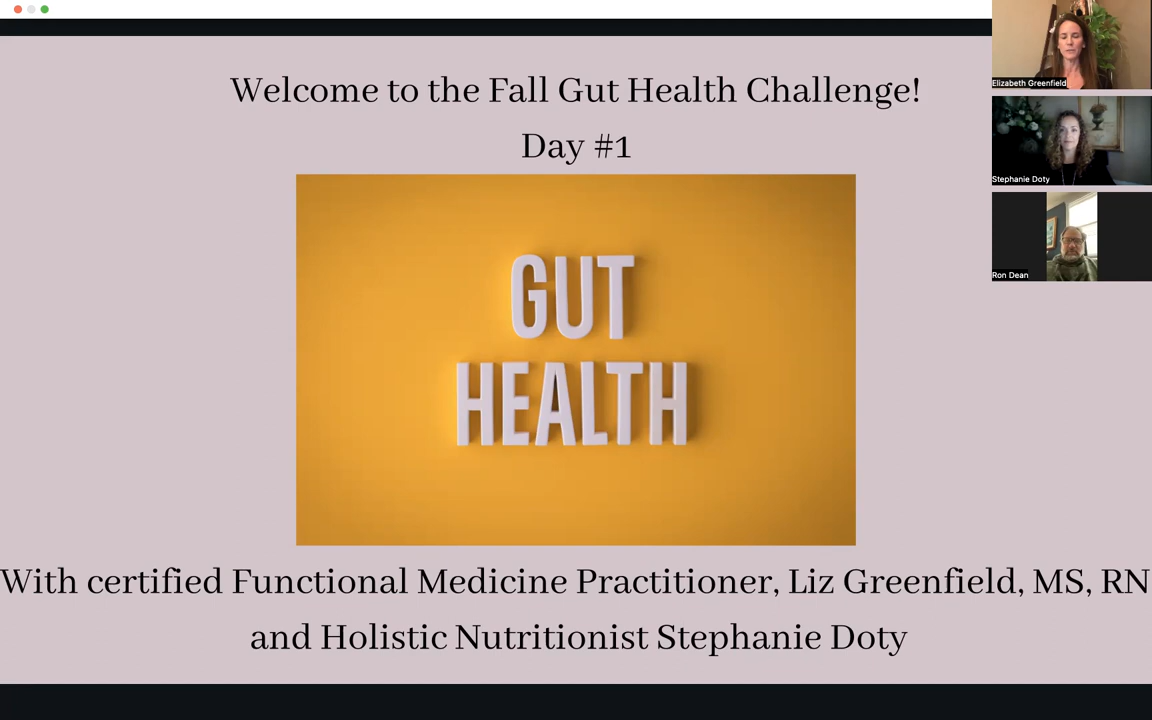 Welcome to the Fall Gut Health Challenge!
Day #1
GUT
HEALTH
With certified Functional Medicine Practitioner, Liz Greenfield, MS, RN
and Holistic Nutritionist Stephanie Doty
Elizabeth Greenfield
Stephanie Doty
Ron Dean